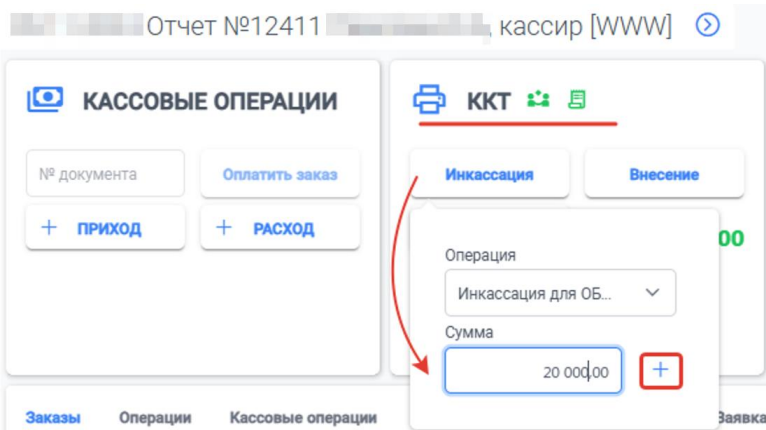 Отчет №12411 кассир [WWW]
КАССОВЫЕ ОПЕРАЦИИ
№ документа
Оплатить заказ
+ ПРИХОД
+ РАСХОД
ККТ
Инкассация
Внесение
00
Операция
Инкассация для ОБ...
Сумма
20 000,00
+
Заказы
Операции
Кассовые операции
Заявка